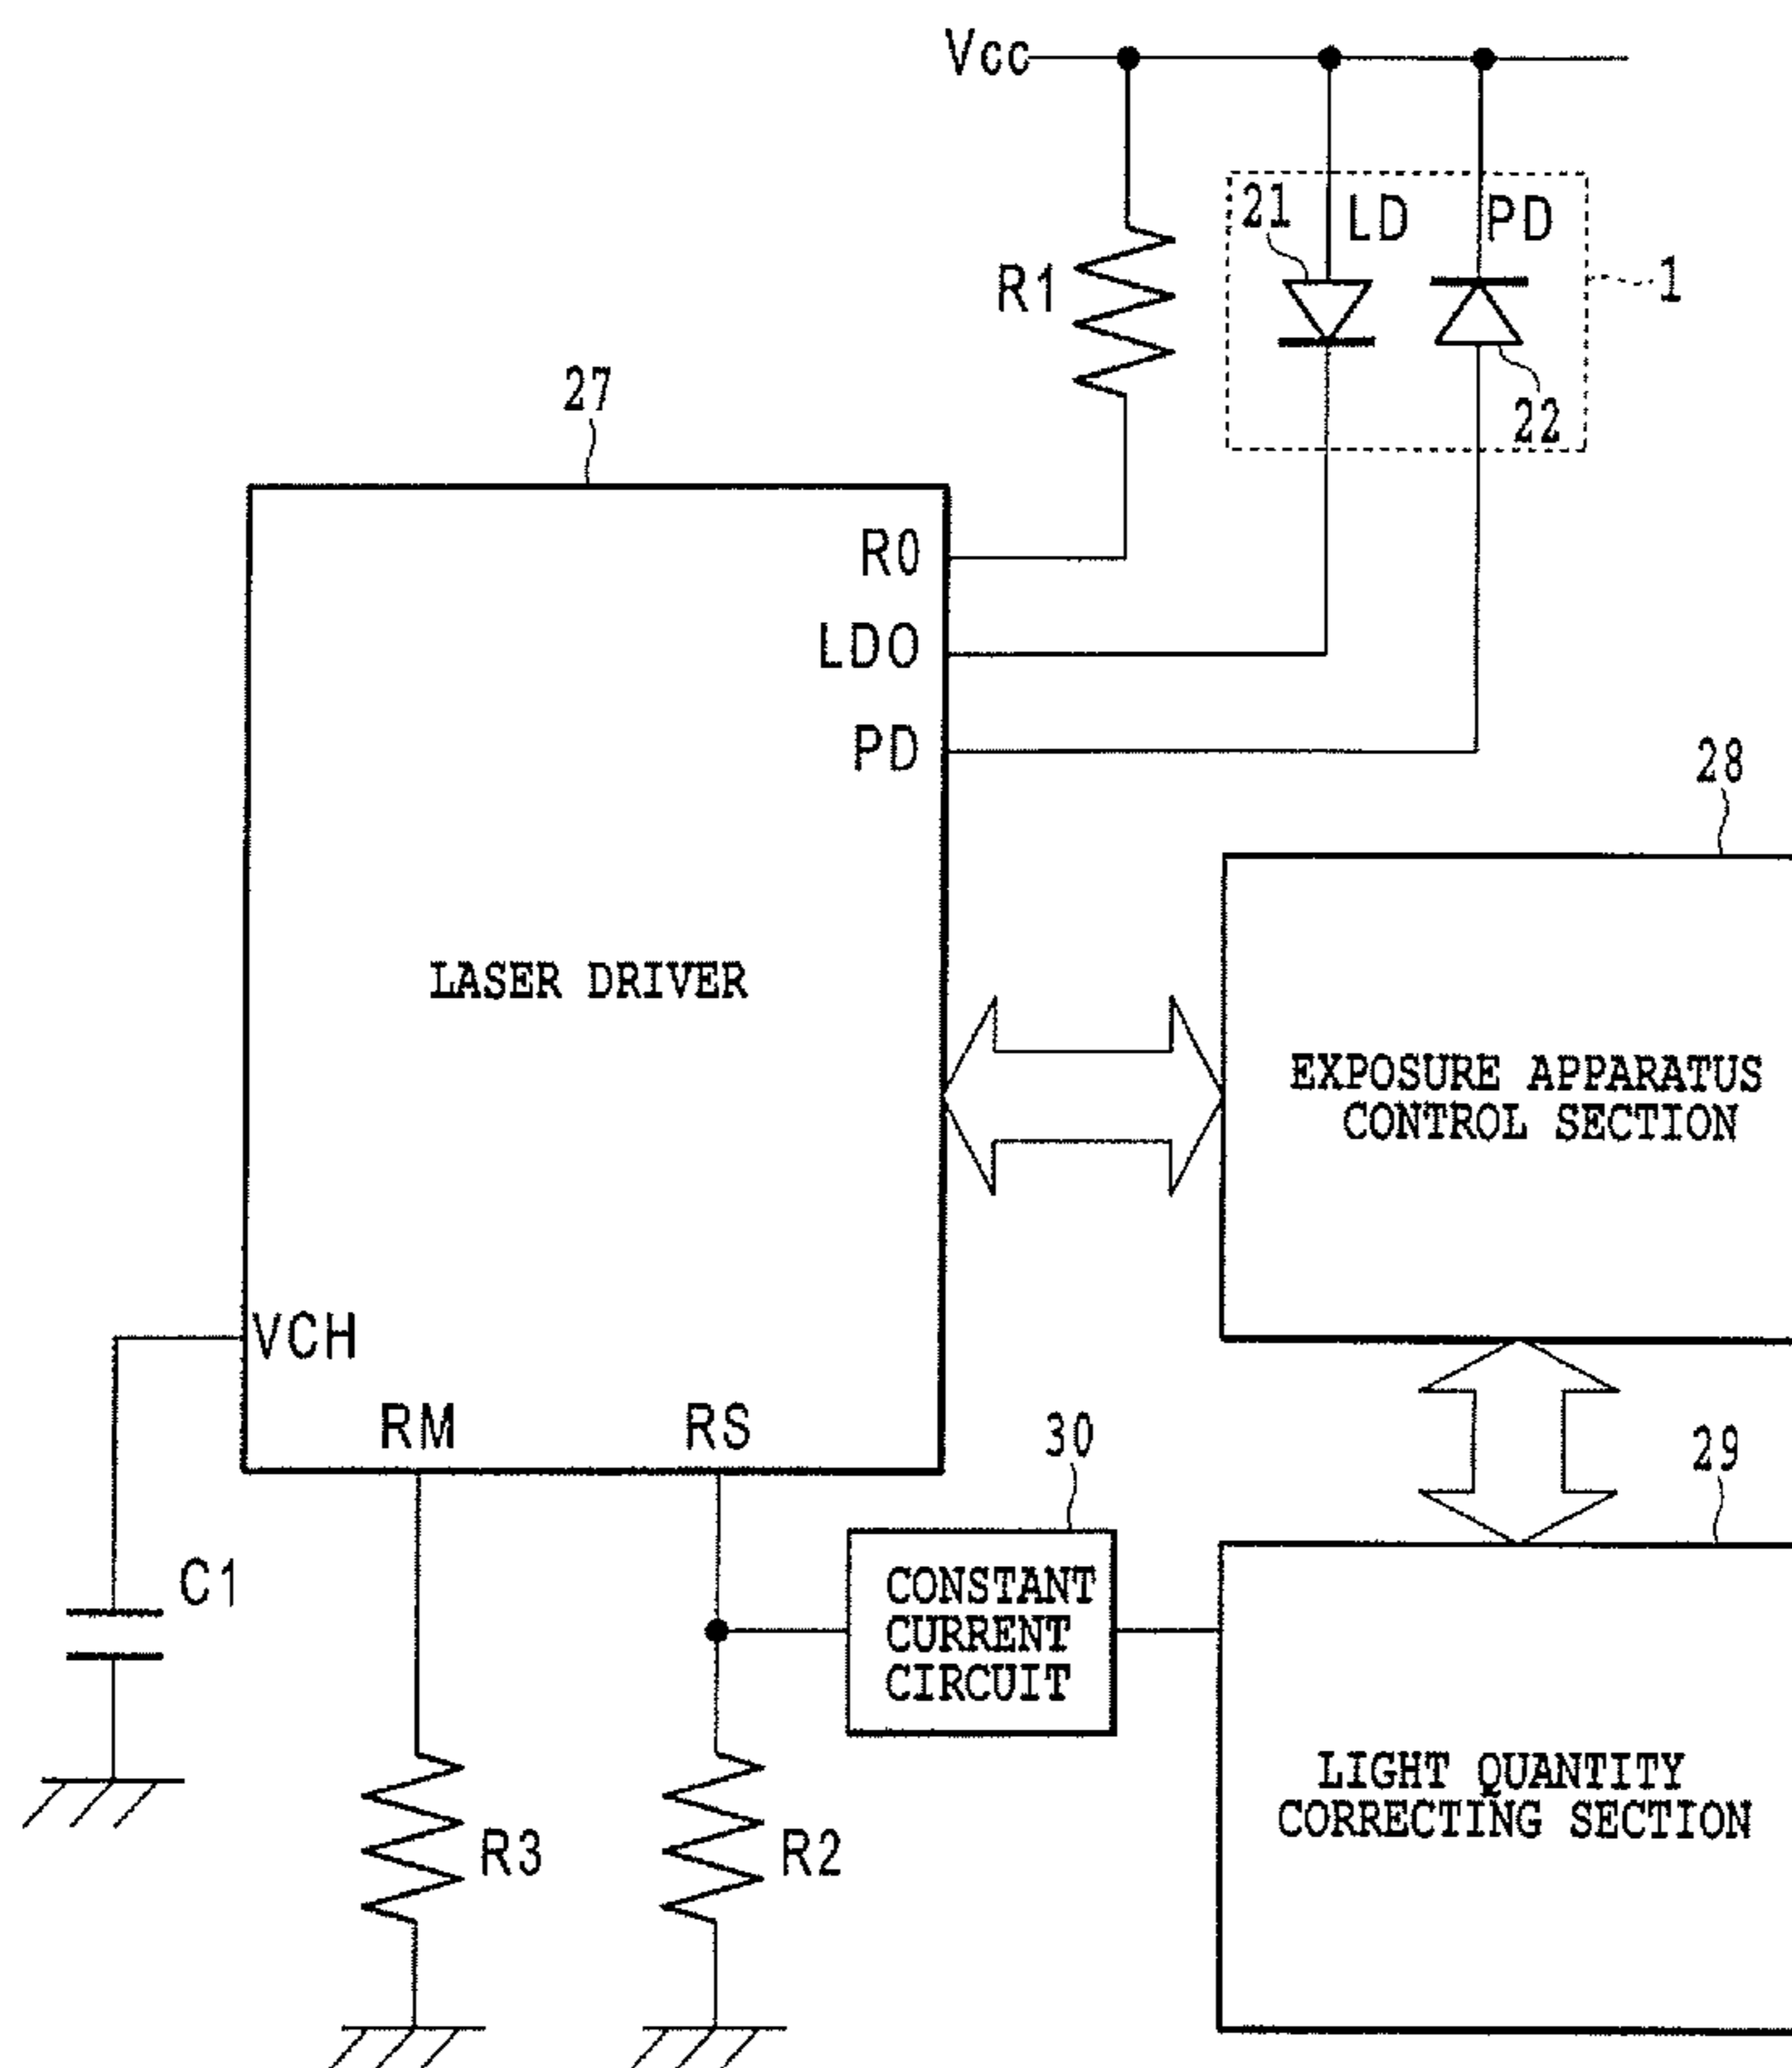 Vcc
21
LD
PD
1
R1
22
27
R0
LDO
PD
28
LASER DRIVER
EXPOSURE APPARATUS
CONTROL SECTION
VCH
RM
RS
30
29
C1
CONSTANT
CURRENT
CIRCUIT
LIGHT QUANTITY
CORRECTING SECTION
R3
R2